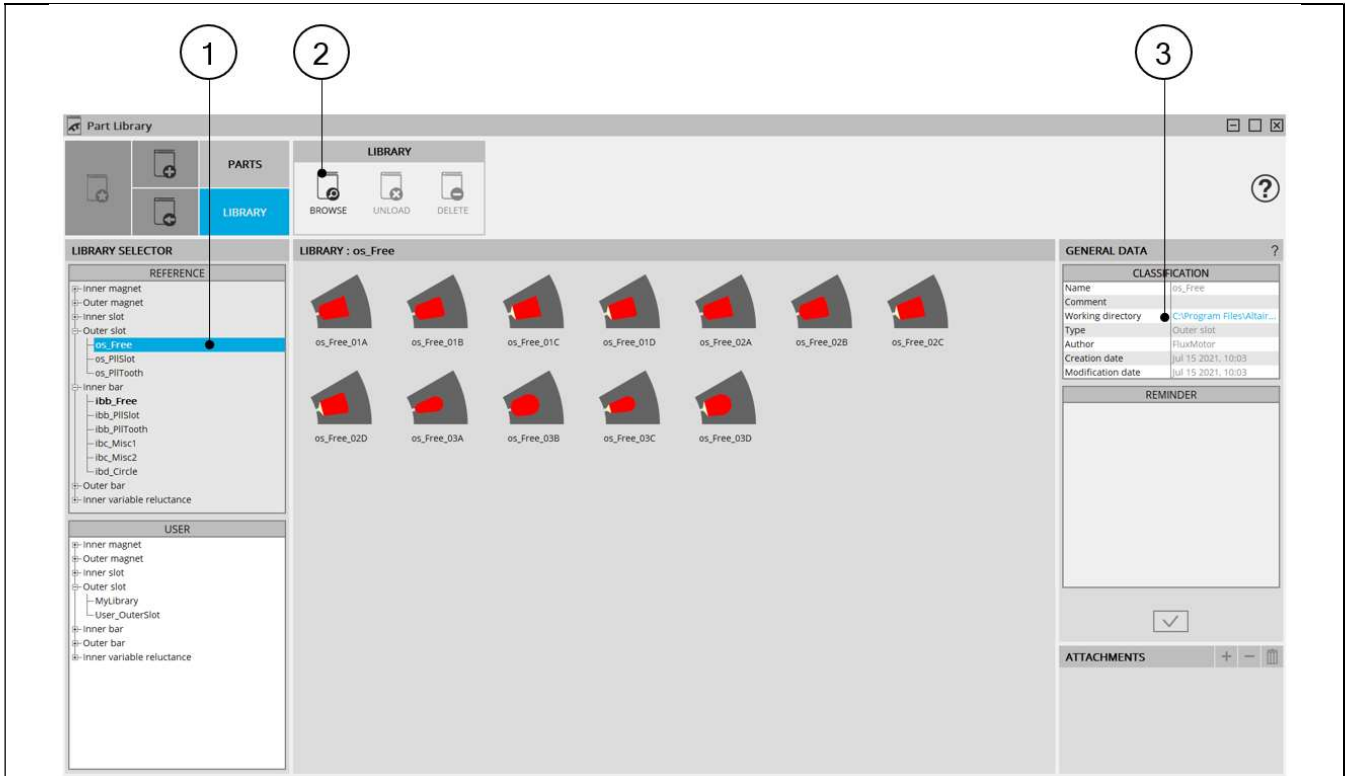 1 2 3
Part Library
PARTS
LIBRARY
LIBRARY
BROWSE UNLOAD DELETE
?
LIBRARY SELECTOR
REFERENCE
Inner magnet
Outer magnet
Inner slot
Outer slot
os_Free
os_PllSlot
os_PllTooth
Inner bar
ibb_Free
ibb_PllSlot
ibb_PllTooth
ibc_Misc1
ibc_Misc2
ibd_Circle
Outer bar
Inner variable reluctance
USER
Inner magnet
Outer magnet
Inner slot
Outer slot
MyLibrary
User_OuterSlot
Inner bar
Outer bar
Inner variable reluctance
LIBRARY : os_Free
os_Free_01A os_Free_01B os_Free_01C os_Free_01D os_Free_02A os_Free_02B os_Free_02C
os_Free_02D os_Free_03A os_Free_03B os_Free_03C os_Free_03D
GENERAL DATA ?
CLASSIFICATION
Name os_Free
Comment
Working directory C:\Program Files\Altair...
Type Outer slot
Author FluxMotor
Creation date Jul 15 2021, 10:03
Modification date Jul 15 2021, 10:03
REMINDER
ATTACHMENTS